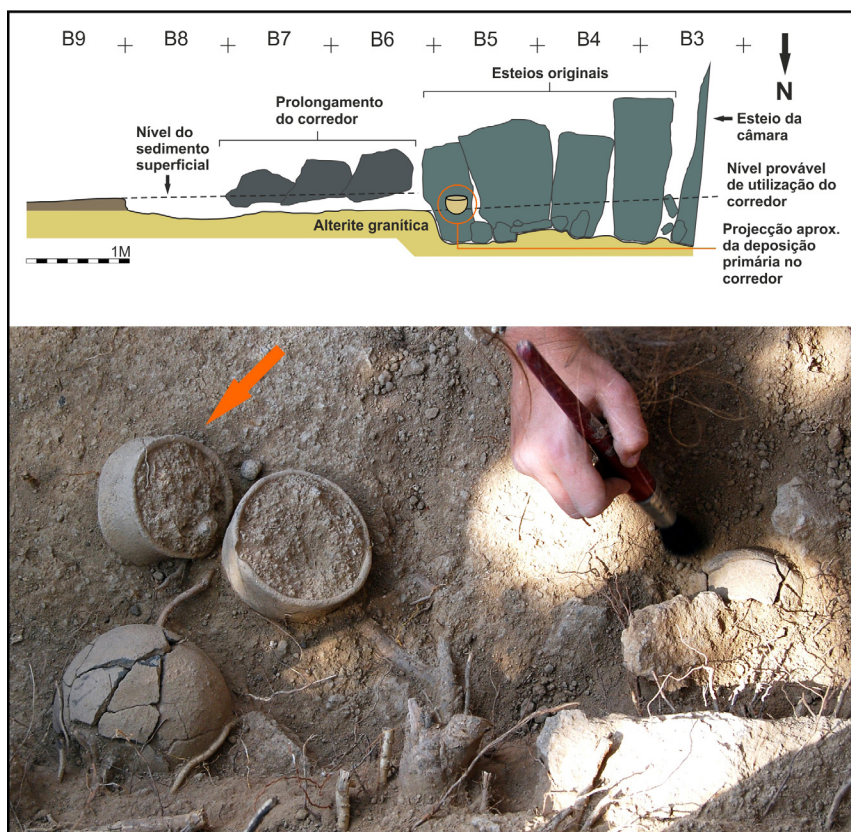 B9 + B8 + B7 + B6 + B5 + B4 + B3 +
N
Esteios originais
Prolongamento
do corredor
Esteio da
câmara
Nível do
sedimento
superficial
Nível provável
de utilização do
corredor
Alterite granítica
Projecção aprox.
da deposição
primária no
corredor
1M